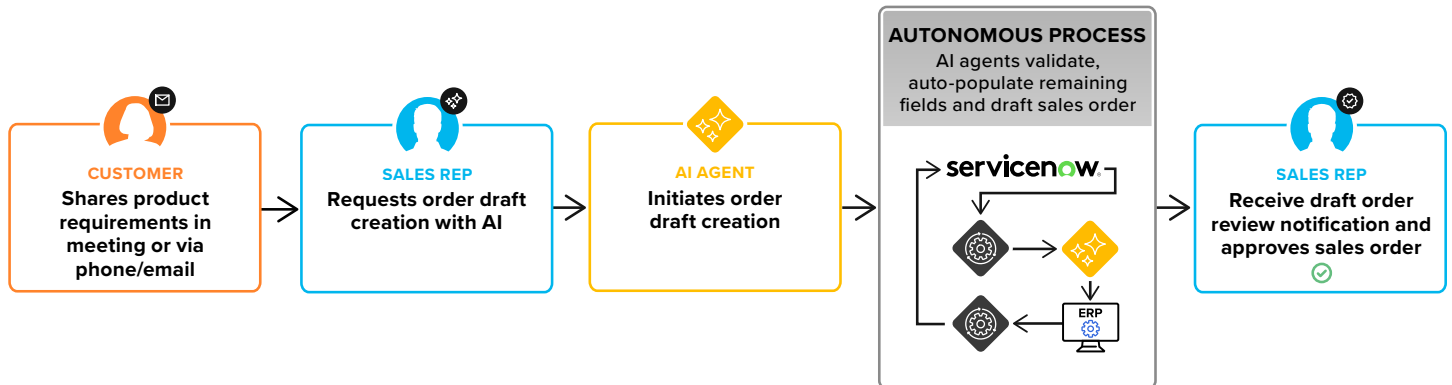 CUSTOMER
Shares product
requirements in
meeting or via
phone/email
SALES REP
Requests order draft
creation with AI
AI AGENT
Initiates order
draft creation
AUTONOMOUS PROCESS
AI agents validate,
auto-populate remaining
fields and draft sales order
servicenow
ERP
SALES REP
Receive draft order
review notification and
approves sales order